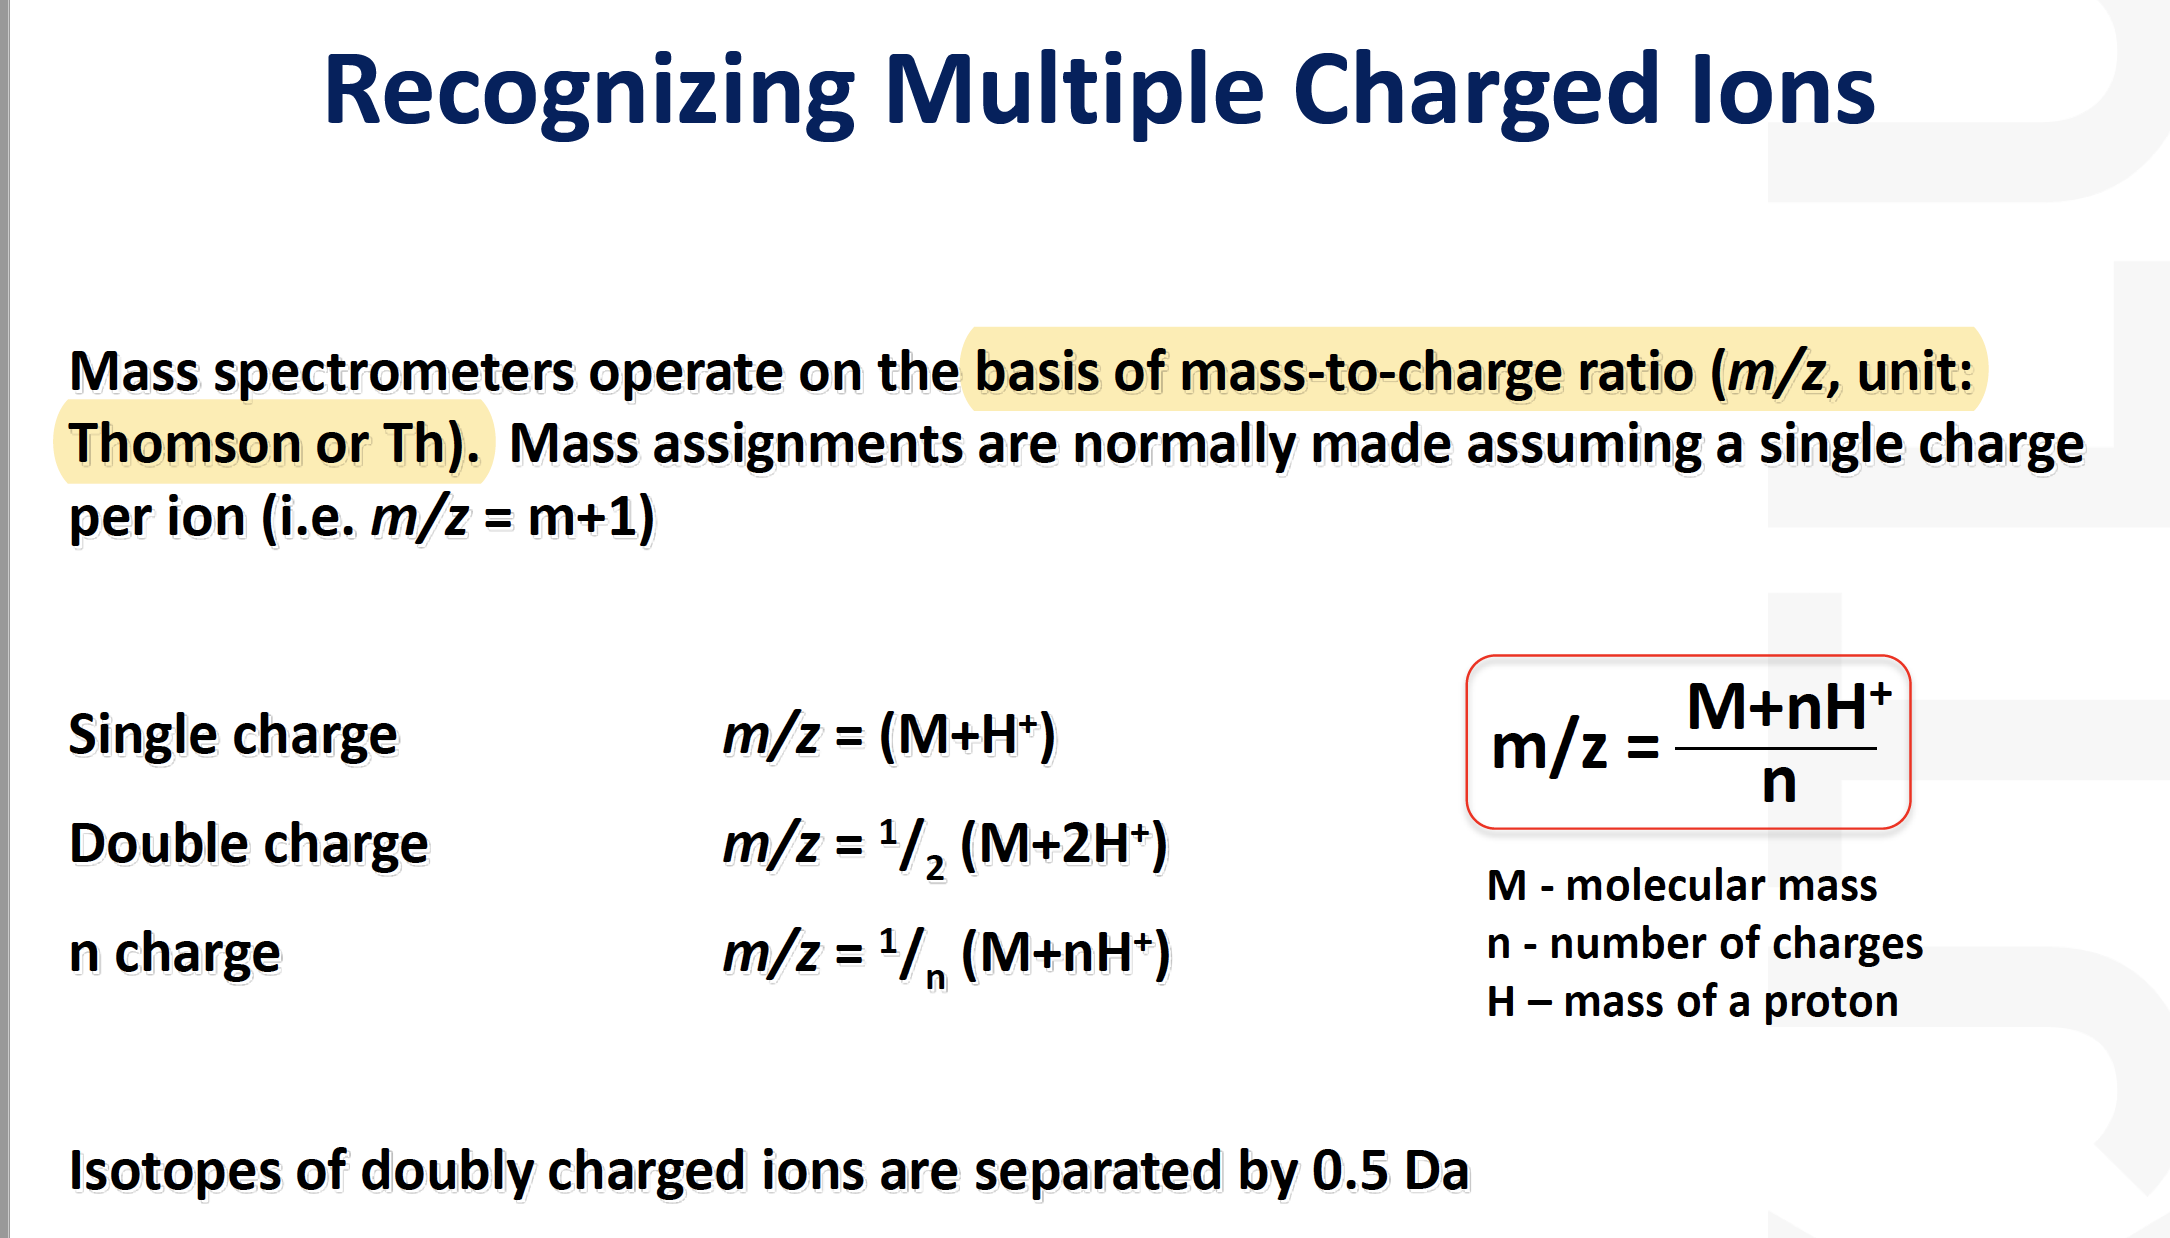 Recognizing Multiple Charged Ions
Mass spectrometers operate on the basis of mass-to-charge ratio (m/z, unit:
Thomson or Th).  Mass assignments are normally made assuming a single charge
per ion (i.e. m/z = m+1)
Single charge m/z = (M+H⁺)
Double charge m/z = ¹/₂ (M+2H⁺)
n charge m/z = ¹/ₙ (M+nH⁺)
m/z = M+nH⁺
n
M - molecular mass
n - number of charges
H – mass of a proton
Isotopes of doubly charged ions are separated by 0.5 Da